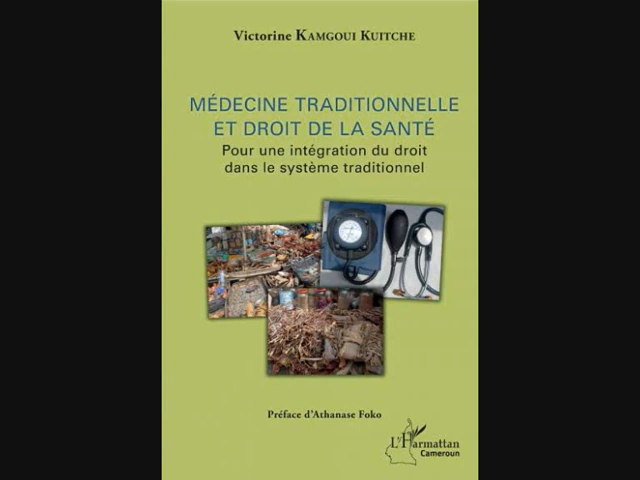 Victorine KAMGOUI KUITCHE
MÉDECINE TRADITIONNELLE
ET DROIT DE LA SANTÉ
Pour une intégration du droit
dans le système traditionnel
Préface d'Athanase Foko
L'Harmattan
Cameroun